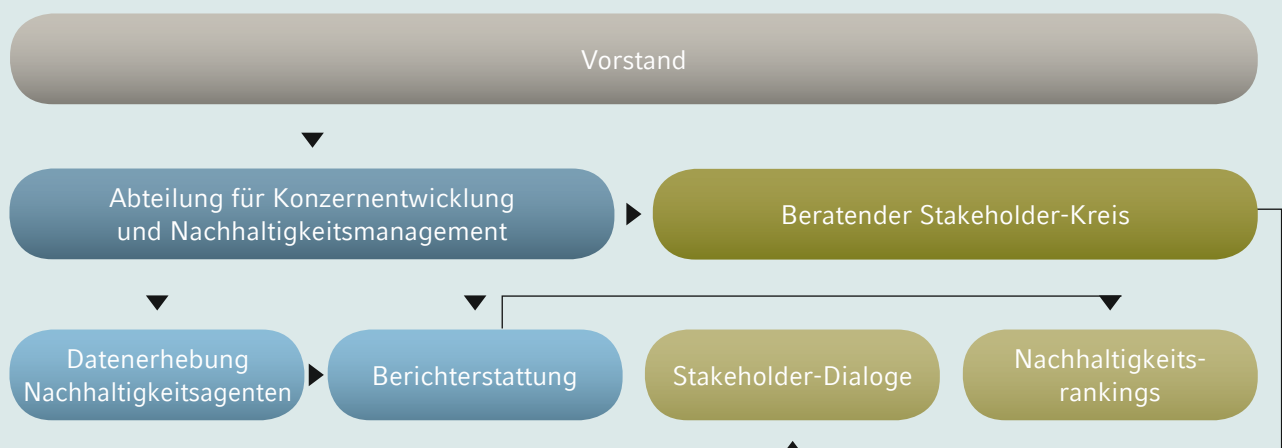 Vorstand
Abteilung für Konzernentwicklung
und Nachhaltigkeitsmanagement
Beratender Stakeholder-Kreis
Datenerhebung
Nachhaltigkeitsagenten
Berichterstattung
Stakeholder-Dialoge
Nachhaltigkeits-
rankings